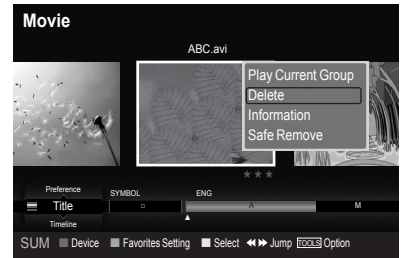 Movie
ABC.avi
Play Current Group
Delete
Information
Safe Remove
Preference
SYMBOL ENG
Title A M
Timeline
SUM Device Favorites Setting Select Jump TOOLS Option